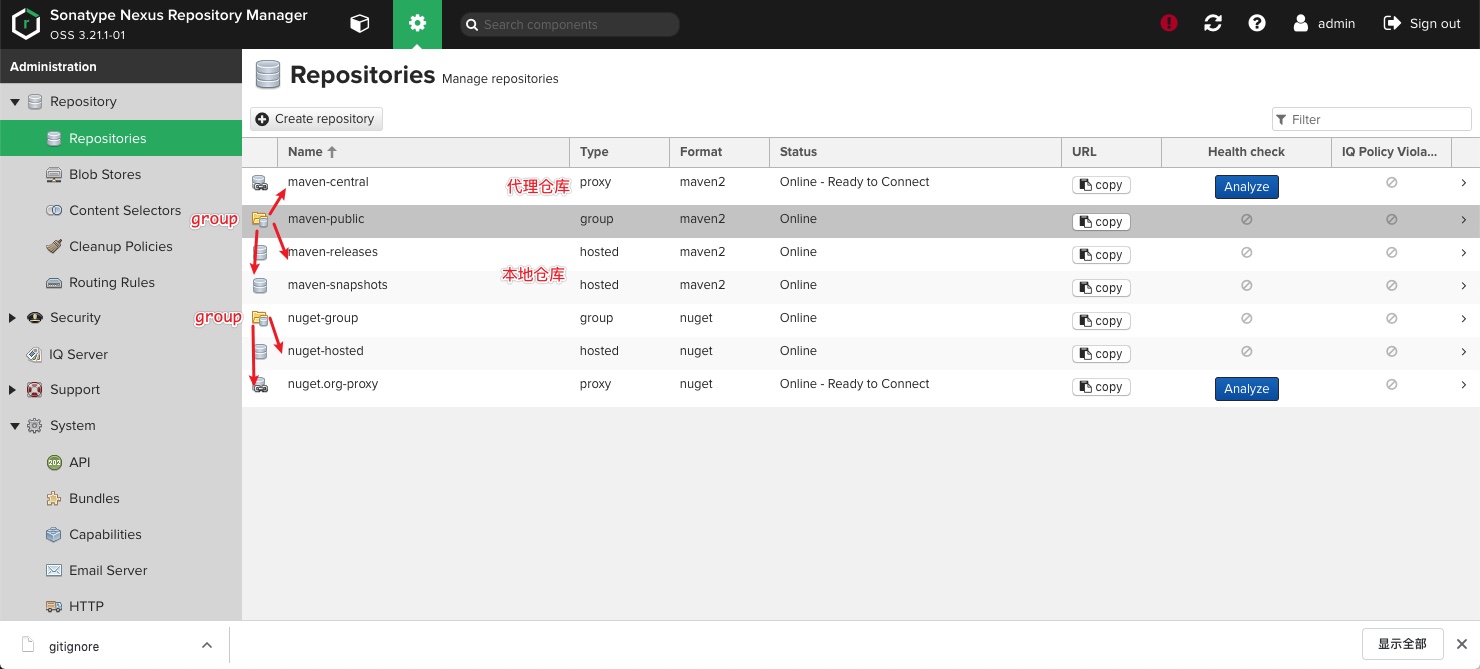 Sonatype Nexus Repository Manager
OSS 3.21.1-01
Search components
admin
Sign out
Administration
Repository
Repositories
Blob Stores
Content Selectors
Cleanup Policies
Routing Rules
Security
IQ Server
Support
System
API
Bundles
Capabilities
Email Server
HTTP
Repositories Manage repositories
Create repository
Filter
Name Type Format Status URL Health check IQ Policy Viola...
maven-central 代理仓库 proxy maven2 Online - Ready to Connect copy Analyze
group maven-public group maven2 Online copy
maven-releases hosted maven2 Online copy
本地仓库
maven-snapshots hosted maven2 Online copy
group nuget-group group nuget Online copy
nuget-hosted hosted nuget Online copy
nuget.org-proxy proxy nuget Online - Ready to Connect copy Analyze
gitignore
显示全部